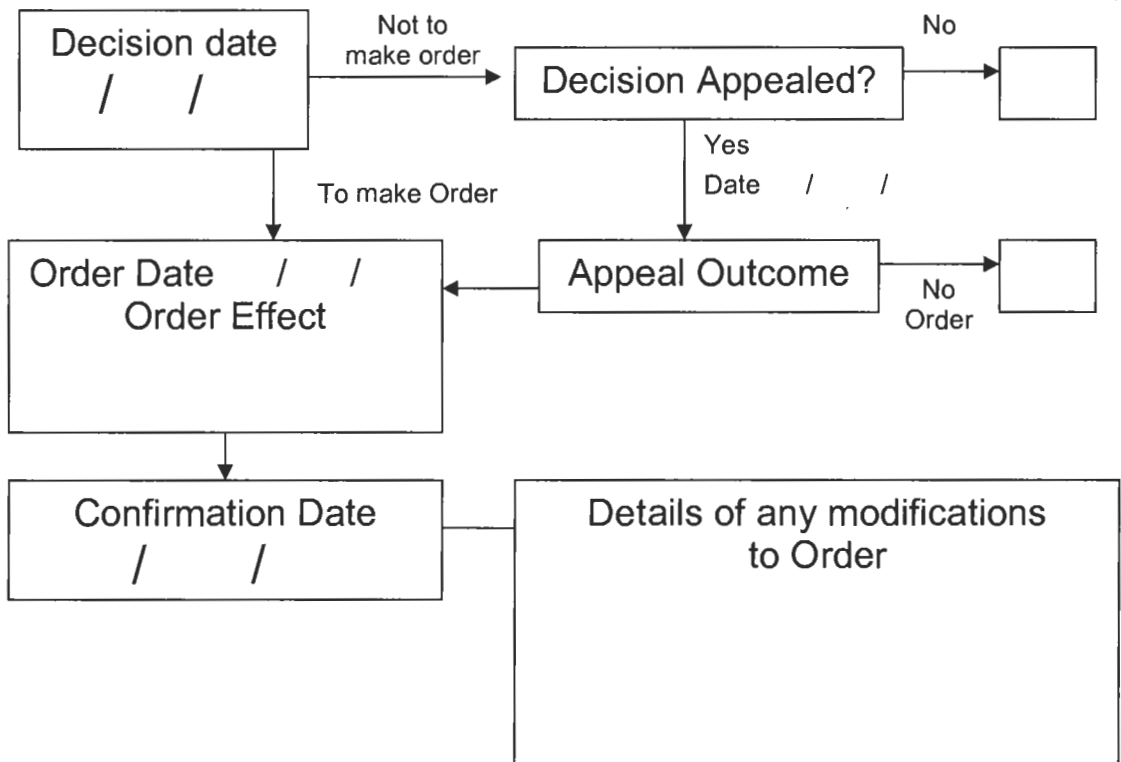 Decision date
/ /
Not to
make order
Decision Appealed?
No
Yes
Date / /
To make Order
Order Date / /
Order Effect
Appeal Outcome
No
Order
Confirmation Date
/ /
Details of any modifications
to Order